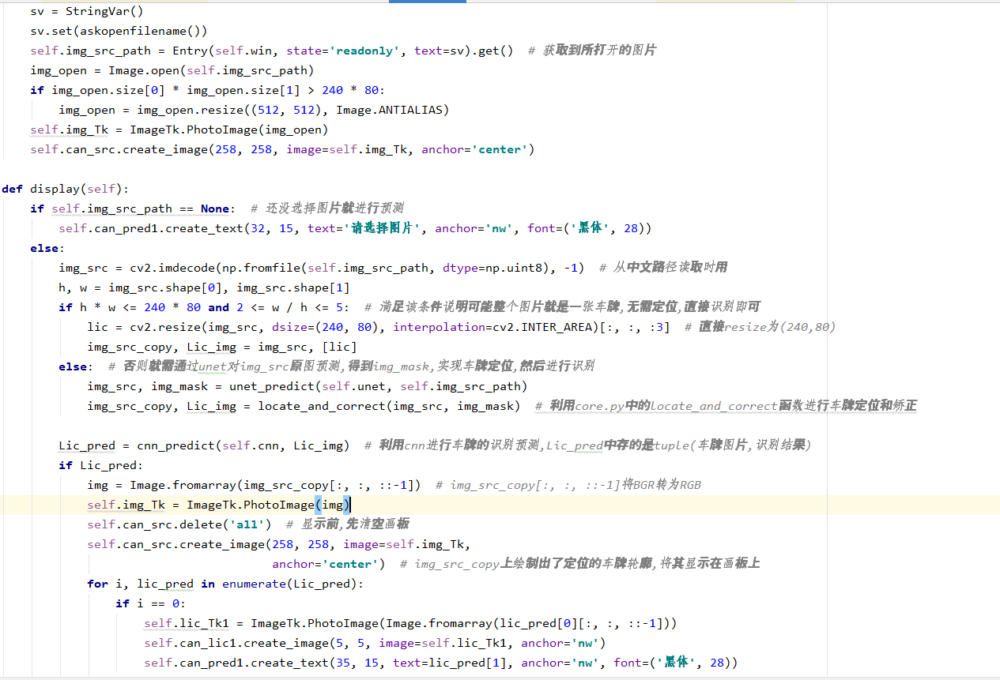 sv = StringVar()
sv.set(askopenfilename())
self.img_src_path = Entry(self.win, state='readonly', text=sv).get()  # 获取到所打开的图片
img_open = Image.open(self.img_src_path)
if img_open.size[0] * img_open.size[1] > 240 * 80:
img_open = img_open.resize((512, 512), Image.ANTIALIAS)
self.img_Tk = ImageTk.PhotoImage(img_open)
self.can_src.create_image(258, 258, image=self.img_Tk, anchor='center')
def display(self):
if self.img_src_path == None:  # 还没选择图片就进行预测
self.can_pred1.create_text(32, 15, text='请选择图片', anchor='nw', font=('黑体', 28))
else:
img_src = cv2.imdecode(np.fromfile(self.img_src_path, dtype=np.uint8), -1)  # 从中文路径读取时用
h, w = img_src.shape[0], img_src.shape[1]
if h * w <= 240 * 80 and 2 <= w / h <= 5:  # 满足该条件说明可能整个图片就是一张车牌,无需定位,直接识别即可
lic = cv2.resize(img_src, dsize=(240, 80), interpolation=cv2.INTER_AREA)[:, :, :3]  # 直接resize为(240,80)
img_src_copy, Lic_img = img_src, [lic]
else:  # 否则就需通过unet对img_src原图预测,得到img_mask,实现车牌定位,然后进行识别
img_src, img_mask = unet_predict(self.unet, self.img_src_path)
img_src_copy, Lic_img = locate_and_correct(img_src, img_mask)  # 利用core.py中的locate_and_correct函数进行车牌定位和矫正
Lic_pred = cnn_predict(self.cnn, Lic_img)  # 利用cnn进行车牌的识别预测,Lic_pred中存的是tuple(车牌图片,识别结果)
if Lic_pred:
img = Image.fromarray(img_src_copy[:, :, ::-1])  # img_src_copy[:, :, ::-1]将BGR转为RGB
self.img_Tk = ImageTk.PhotoImage(img)
self.can_src.delete('all')  # 显示前,先清空画板
self.can_src.create_image(258, 258, image=self.img_Tk,
anchor='center')  # img_src_copy上绘制出了定位的车牌轮廓,将其显示在画板上
for i, lic_pred in enumerate(Lic_pred):
if i == 0:
self.lic_Tk1 = ImageTk.PhotoImage(Image.fromarray(lic_pred[0][:, :, ::-1]))
self.can_lic1.create_image(5, 5, image=self.lic_Tk1, anchor='nw')
self.can_pred1.create_text(35, 15, text=lic_pred[1], anchor='nw', font=('黑体', 28))